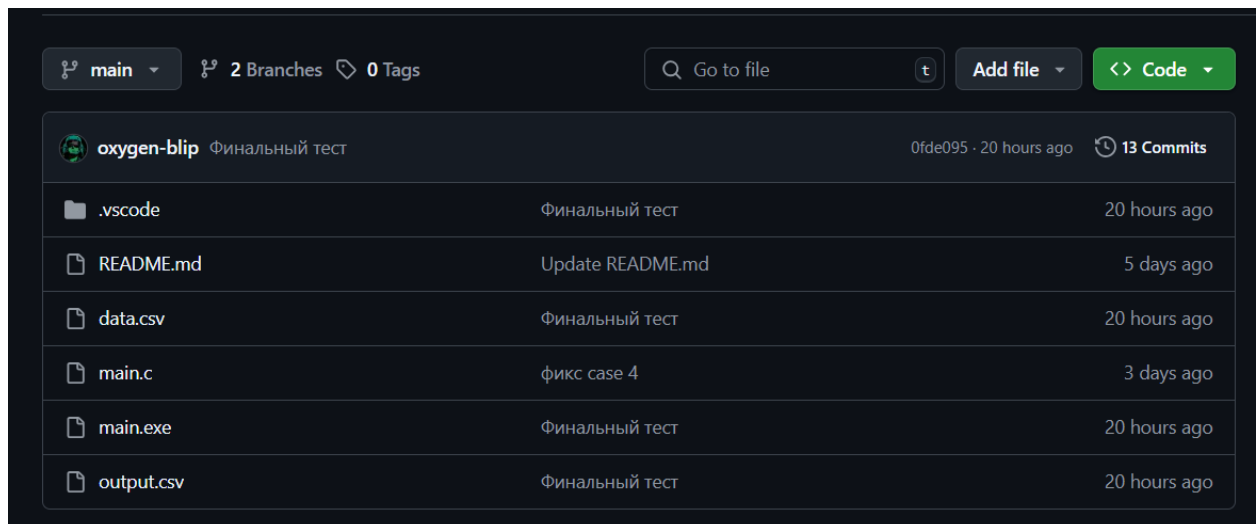 main 2 Branches 0 Tags Go to file t Add file Code
oxygen-blip Финальный тест 0fde095 · 20 hours ago 13 Commits
.vscode Финальный тест 20 hours ago
README.md Update README.md 5 days ago
data.csv Финальный тест 20 hours ago
main.c фикс case 4 3 days ago
main.exe Финальный тест 20 hours ago
output.csv Финальный тест 20 hours ago